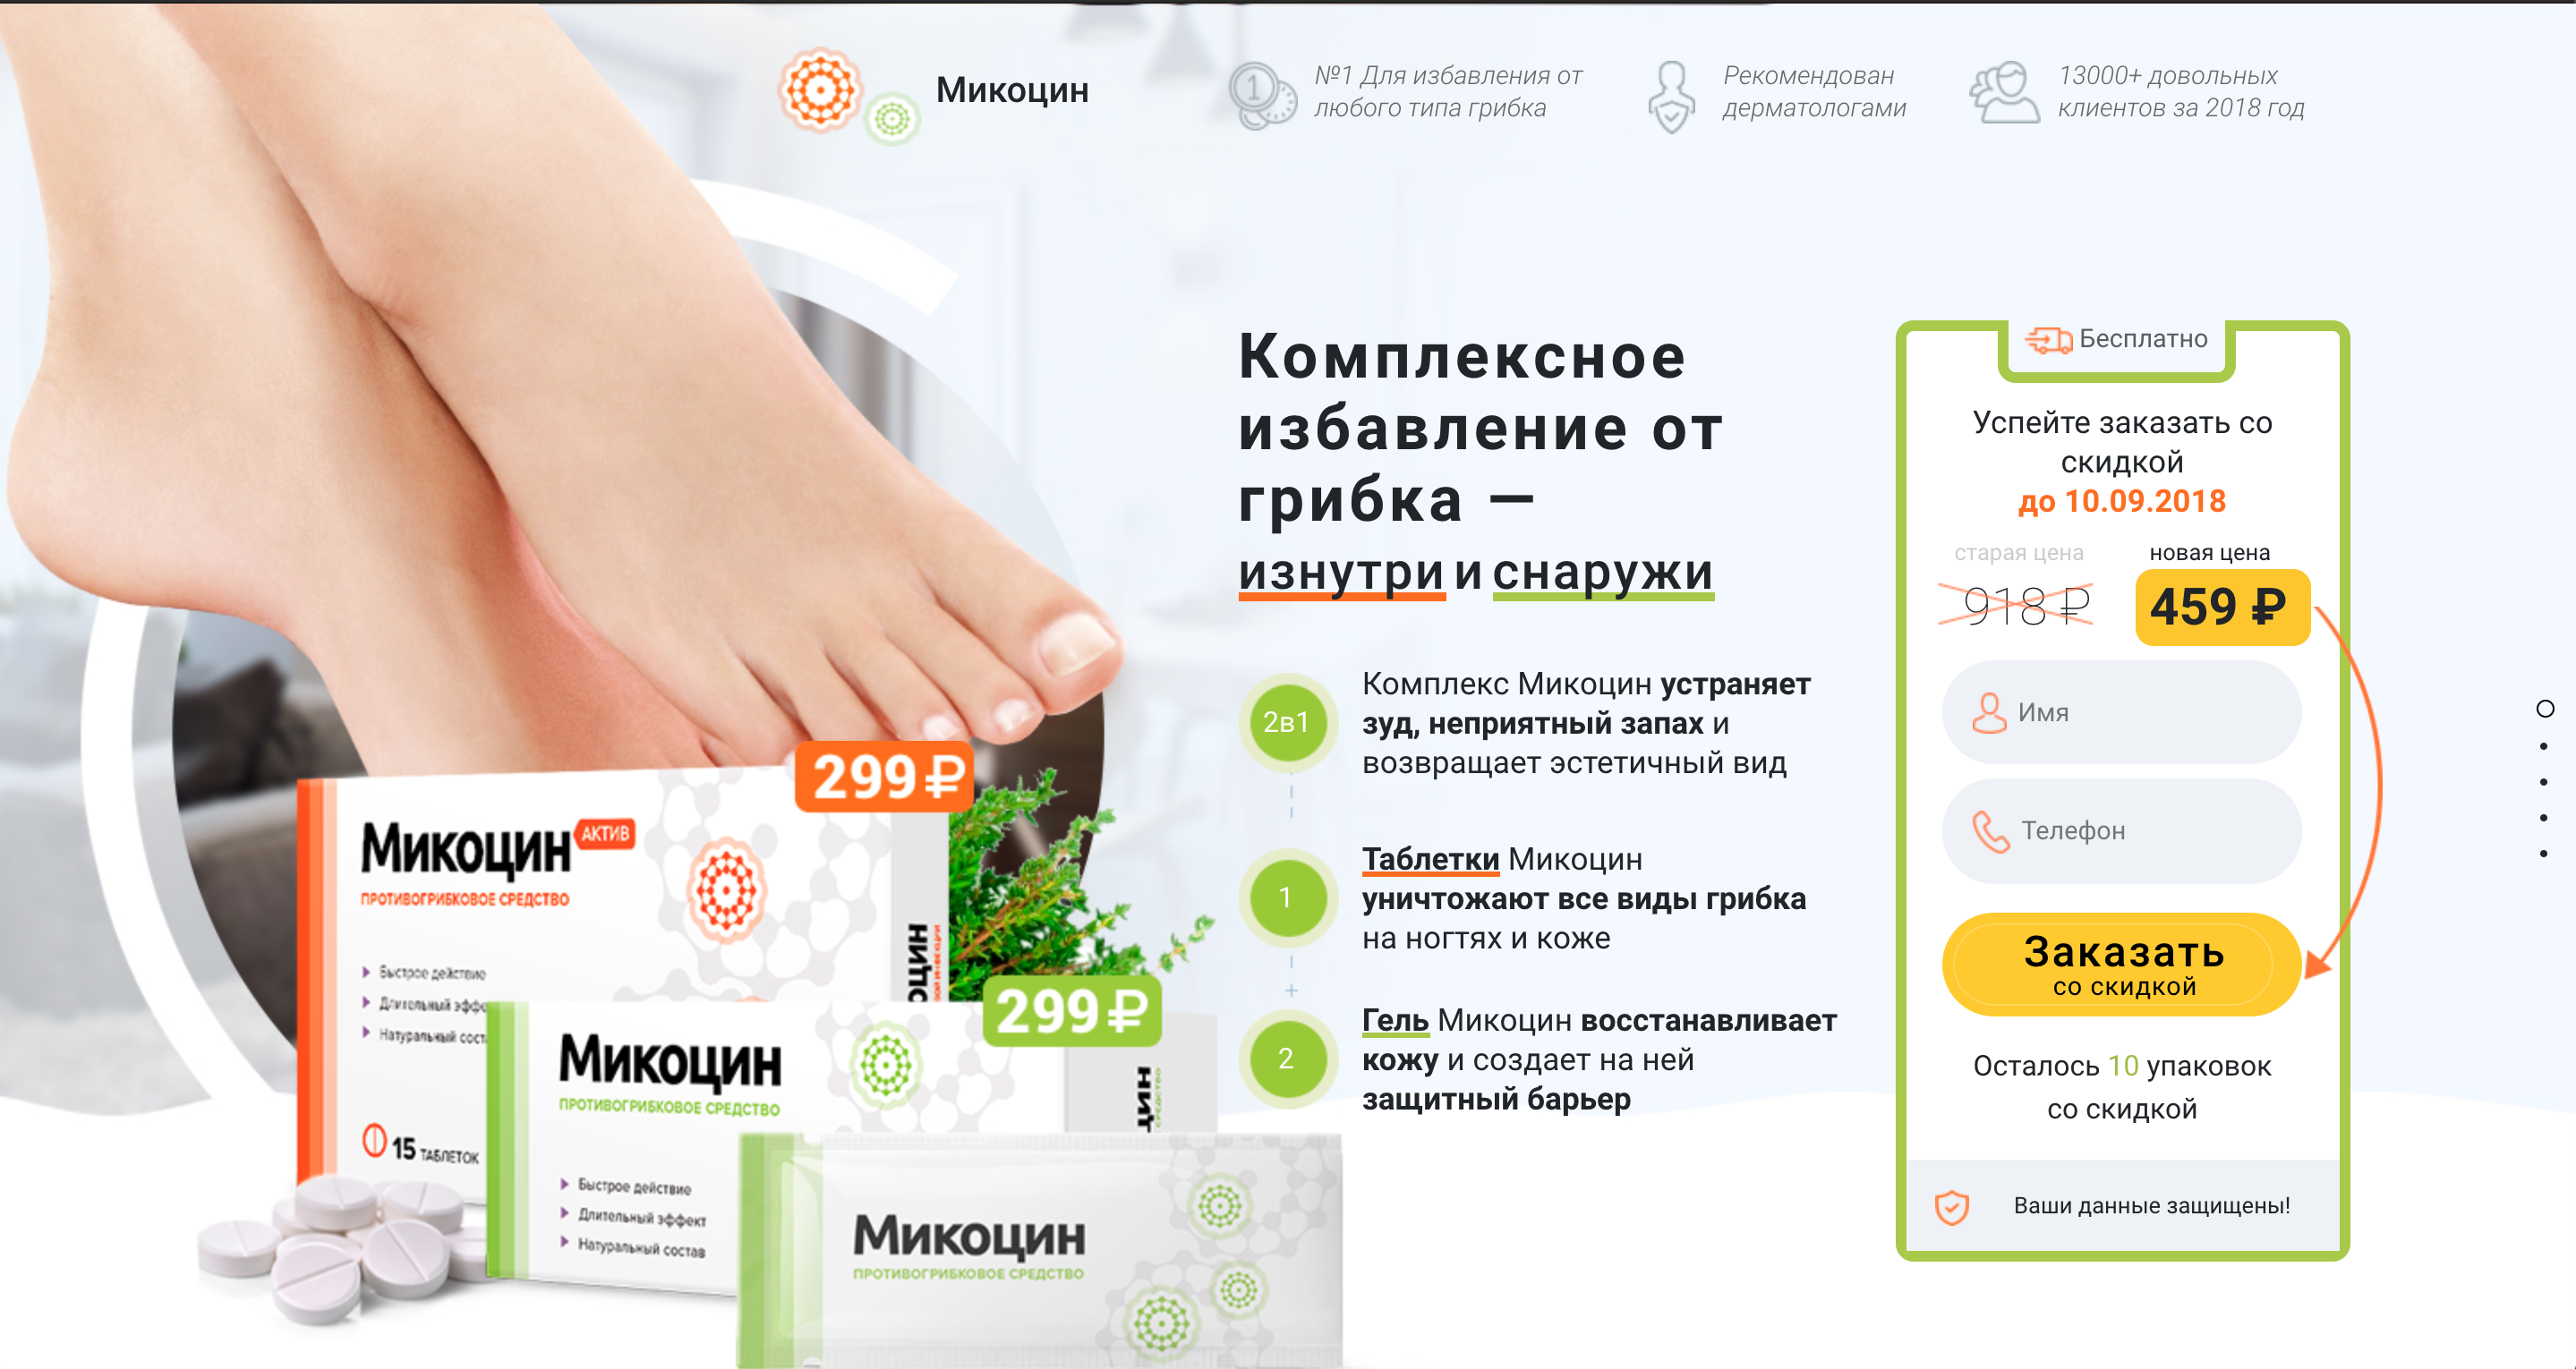 Микоцин
№1 Для избавления от
любого типа грибка
Рекомендован
дерматологами
13000+ довольных
клиентов за 2018 год
Комплексное
избавление от
грибка —
изнутри и снаружи
2в1
Комплекс Микоцин устраняет
зуд, неприятный запах и
возвращает эстетичный вид
1
Таблетки Микоцин
уничтожают все виды грибка
на ногтях и коже
2
Гель Микоцин восстанавливает
кожу и создает на ней
защитный барьер
Бесплатно
Успейте заказать со
скидкой
до 10.09.2018
старая цена
новая цена
918 ₽
459 ₽
Имя
Телефон
Заказать
со скидкой
Осталось 10 упаковок
со скидкой
Ваши данные защищены!
299 ₽
Микоцин АКТИВ
ПРОТИВОГРИБКОВОЕ СРЕДСТВО
Быстрое действие
Длительный эффе
Натуральный сост
15 ТАБЛЕТОК
299 ₽
Микоцин
ПРОТИВОГРИБКОВОЕ СРЕДСТВО
Быстрое действие
Длительный эффект
Натуральный состав
Микоцин
ПРОТИВОГРИБКОВОЕ СРЕДСТВО
оцин
цин